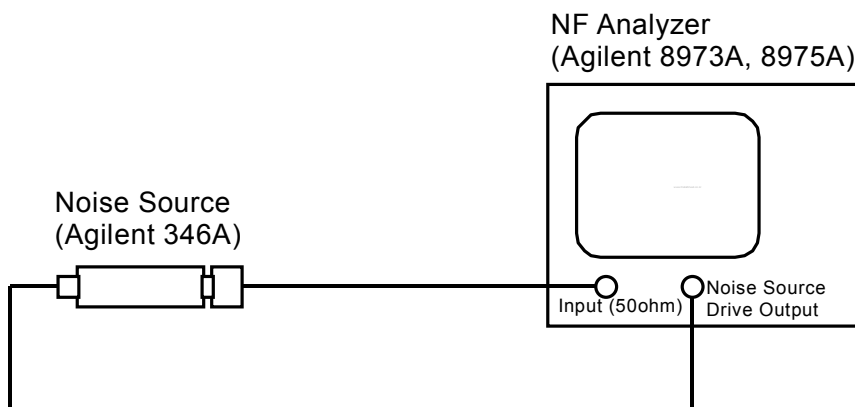 NF Analyzer
(Agilent 8973A, 8975A)
Noise Source
(Agilent 346A)
Input (50ohm)
Noise Source
Drive Output